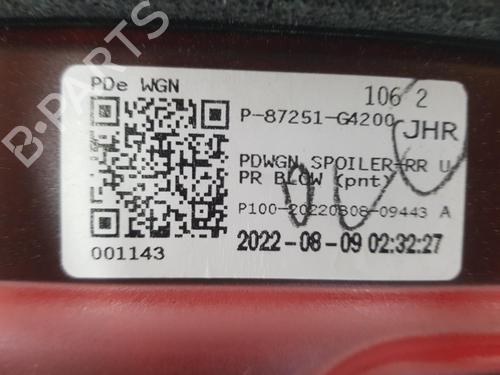 PDe WGN
106 2
P-87251-G4200
JHR
PDWGN SPOILER-RR U
PR BLOW (pnt)
P100-20220808-09443 A
001143
2022-08-09 02:32:27
B-PARTS